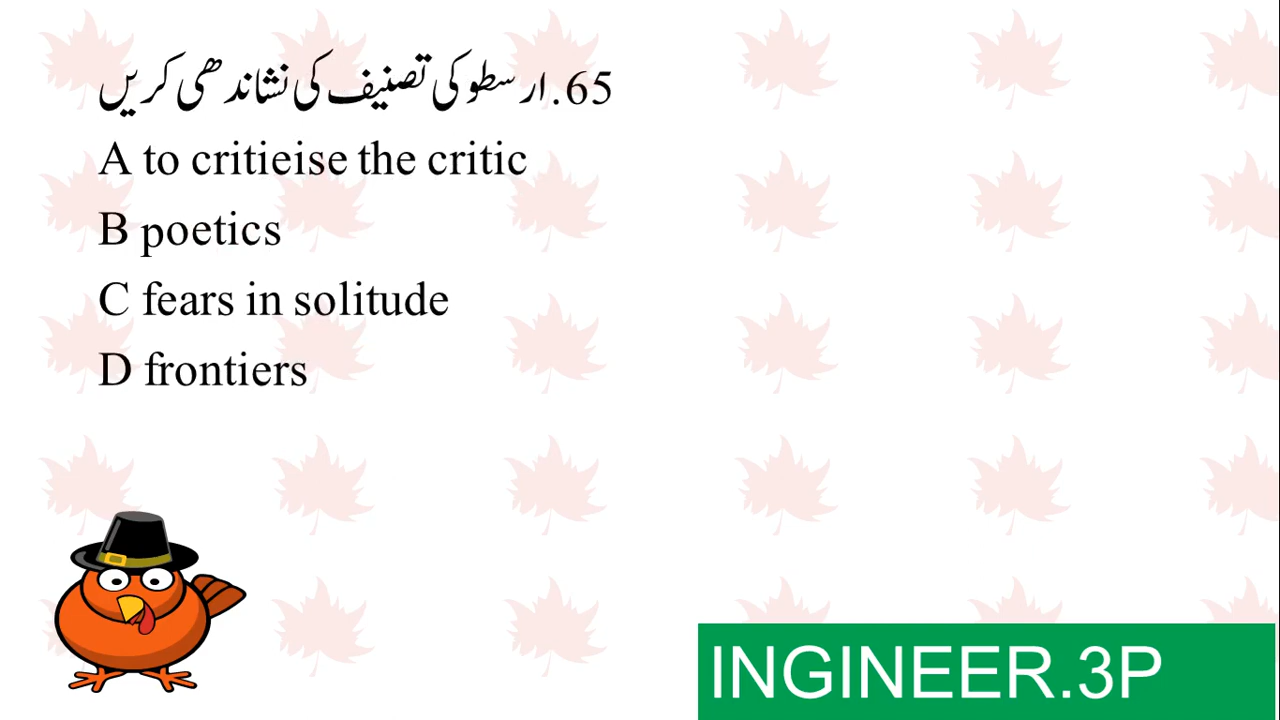 65.ارسطو کی تصنیف کی نشاندھی کریں
A to critieise the critic
B poetics
C fears in solitude
D frontiers
INGINEER.3P